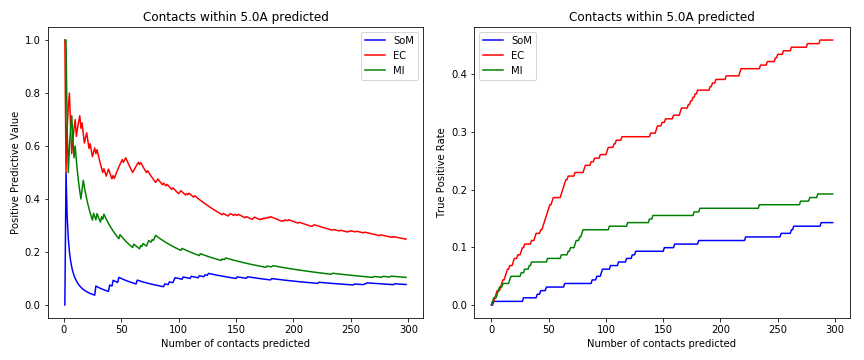 Contacts within 5.0A predicted
Positive Predictive Value
1.0
0.8
0.6
0.4
0.2
0.0
SoM
EC
MI
0 50 100 150 200 250 300
Number of contacts predicted
Contacts within 5.0A predicted
True Positive Rate
SoM
EC
MI
0.4
0.3
0.2
0.1
0.0
0 50 100 150 200 250 300
Number of contacts predicted